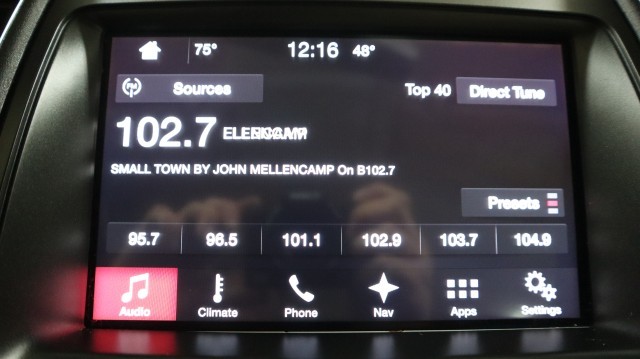 75° 12:16 48°
Sources Top 40 Direct Tune
102.7
SMALL TOWN BY JOHN MELLENCAMP On B102.7
Presets
95.7 96.5 101.1 102.9 103.7 104.9
Audio Climate Phone Nav Apps Settings